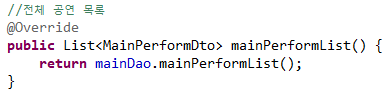 //전체 공연 목록
@Override
public List<MainPerformDto> mainPerformList() {
    return mainDao.mainPerformList();
}